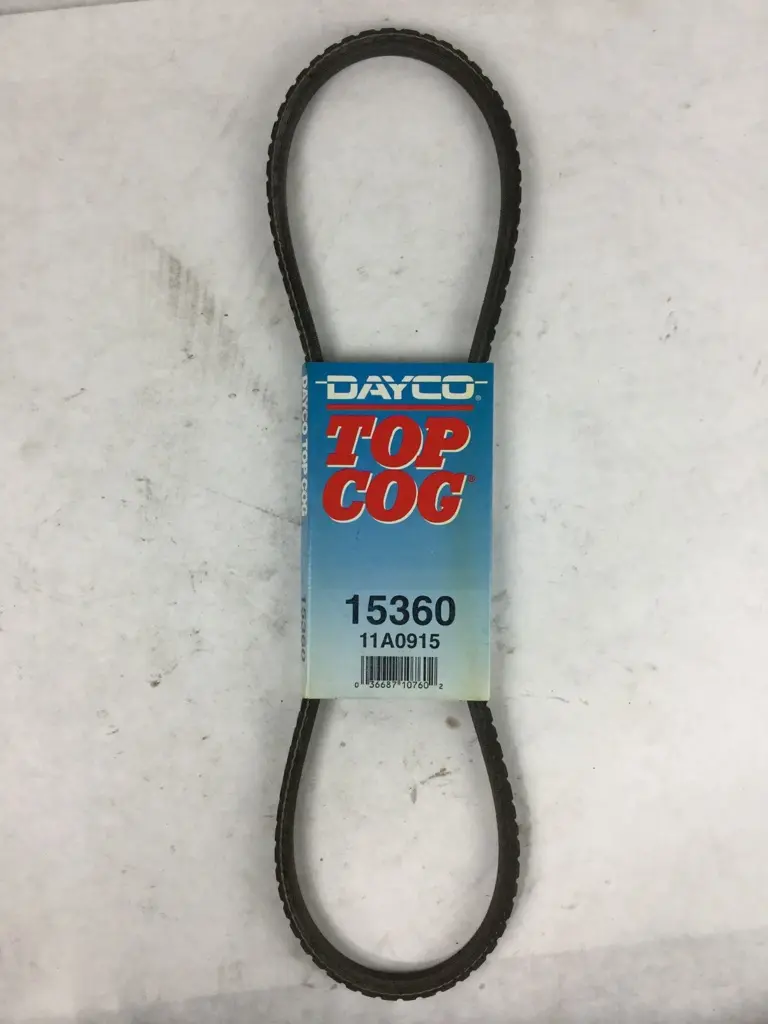 DAYCO®
TOP
COG®
15360
11A0915
0 36687 10760 2
DAYCO TOP COG
15360